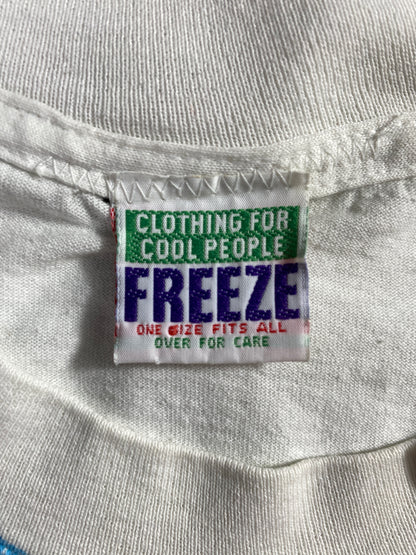 CLOTHING FOR
COOL PEOPLE
FREEZE
ONE SIZE FITS ALL
OVER FOR CARE